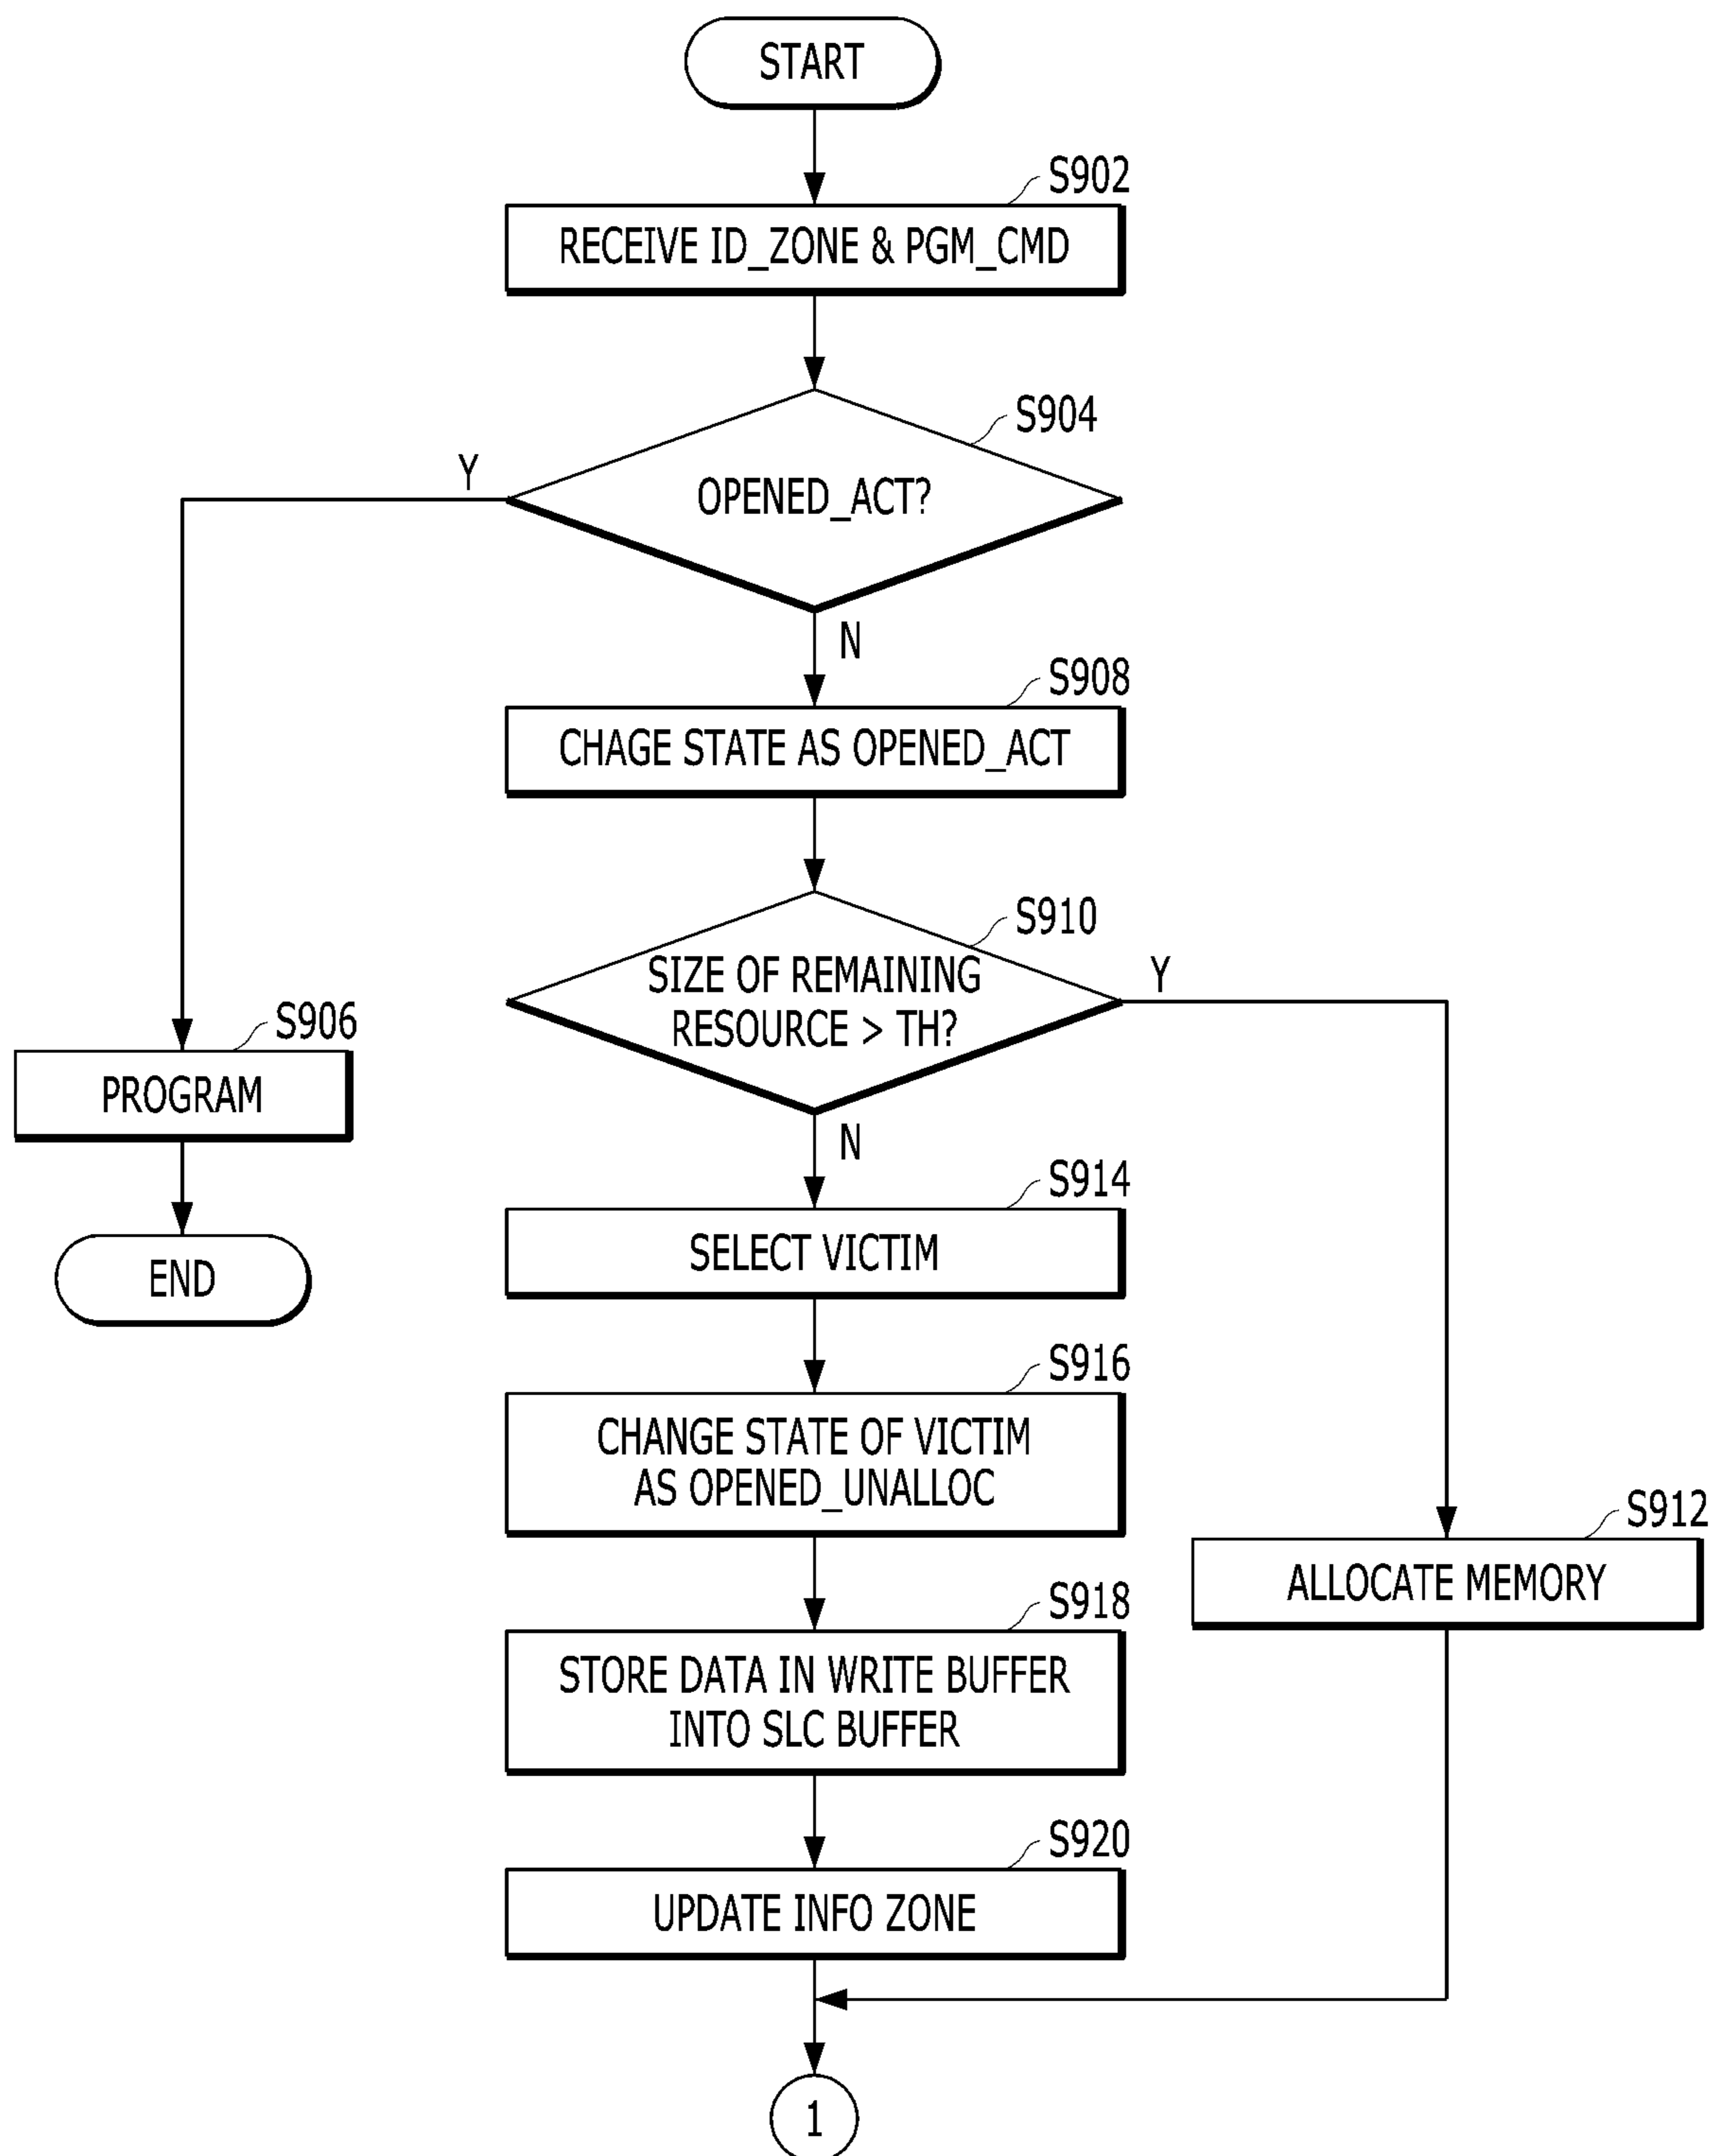 START
S902
RECEIVE ID_ZONE & PGM_CMD
S904
Y
OPENED_ACT?
N
S908
CHAGE STATE AS OPENED_ACT
S910
SIZE OF REMAINING
RESOURCE > TH?
Y
S906
PROGRAM
N
END
S914
SELECT VICTIM
S916
CHANGE STATE OF VICTIM
AS OPENED_UNALLOC
S912
ALLOCATE MEMORY
S918
STORE DATA IN WRITE BUFFER
INTO SLC BUFFER
S920
UPDATE INFO ZONE
1